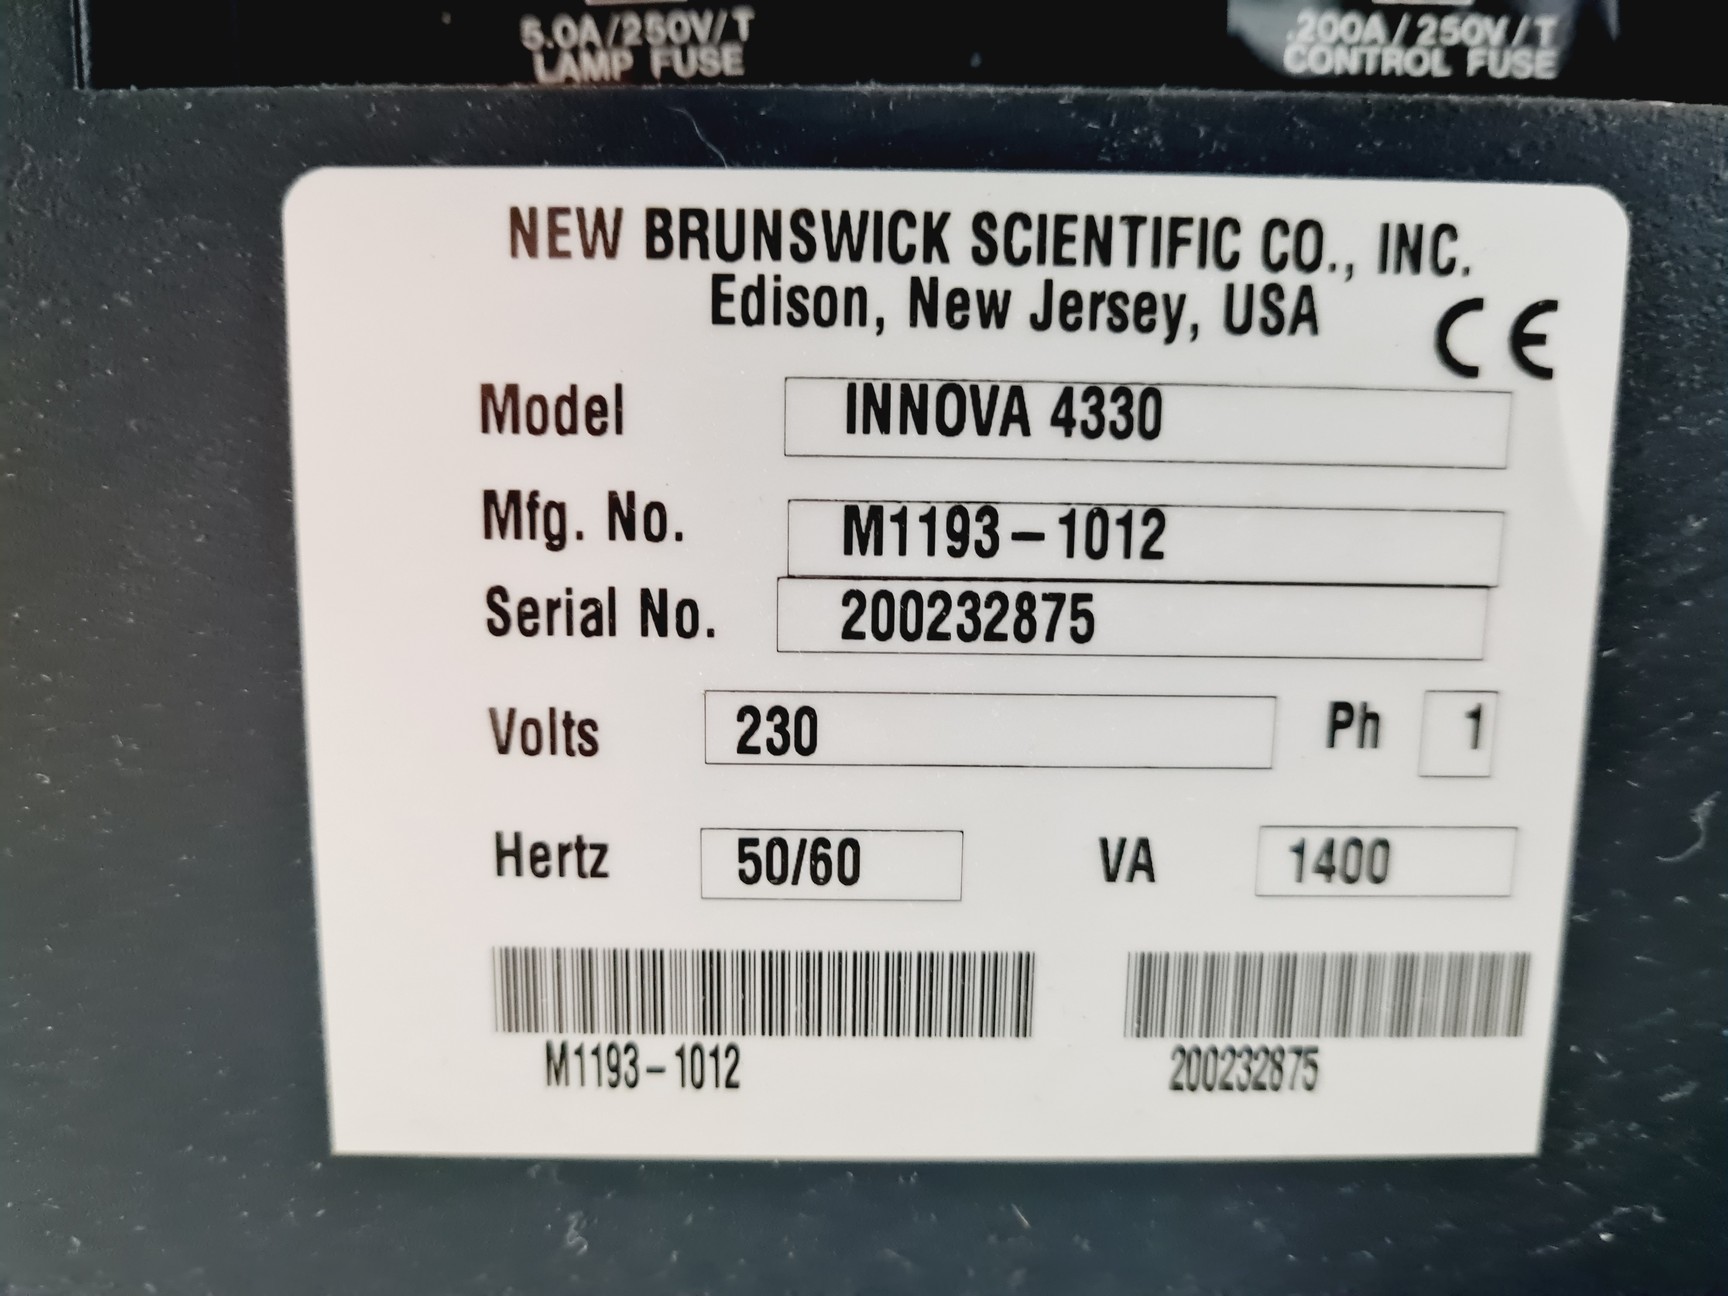 5.0A/250V/T
LAMP FUSE
.200A/250V/T
CONTROL FUSE
NEW BRUNSWICK SCIENTIFIC CO., INC.
Edison, New Jersey, USA
CE
Model INNOVA 4330
Mfg. No. M1193-1012
Serial No. 200232875
Volts 230 Ph 1
Hertz 50/60 VA 1400
M1193-1012 200232875